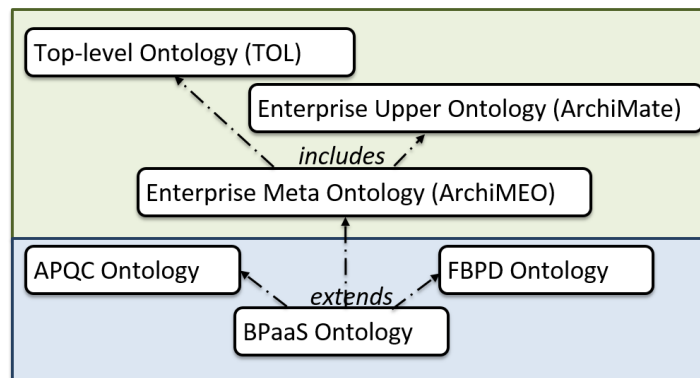 Top-level Ontology (TOL)
Enterprise Upper Ontology (ArchiMate)
includes
Enterprise Meta Ontology (ArchiMEO)
APQC Ontology
FBPD Ontology
extends
BPaaS Ontology